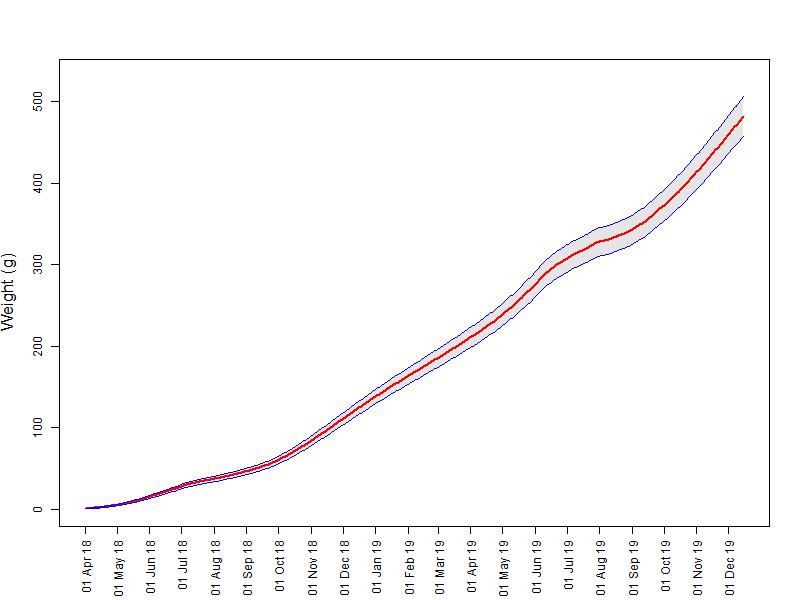 Weight (g)
500
400
300
200
100
0
01 Apr 18
01 May 18
01 Jun 18
01 Jul 18
01 Aug 18
01 Sep 18
01 Oct 18
01 Nov 18
01 Dec 18
01 Jan 19
01 Feb 19
01 Mar 19
01 Apr 19
01 May 19
01 Jun 19
01 Jul 19
01 Aug 19
01 Sep 19
01 Oct 19
01 Nov 19
01 Dec 19